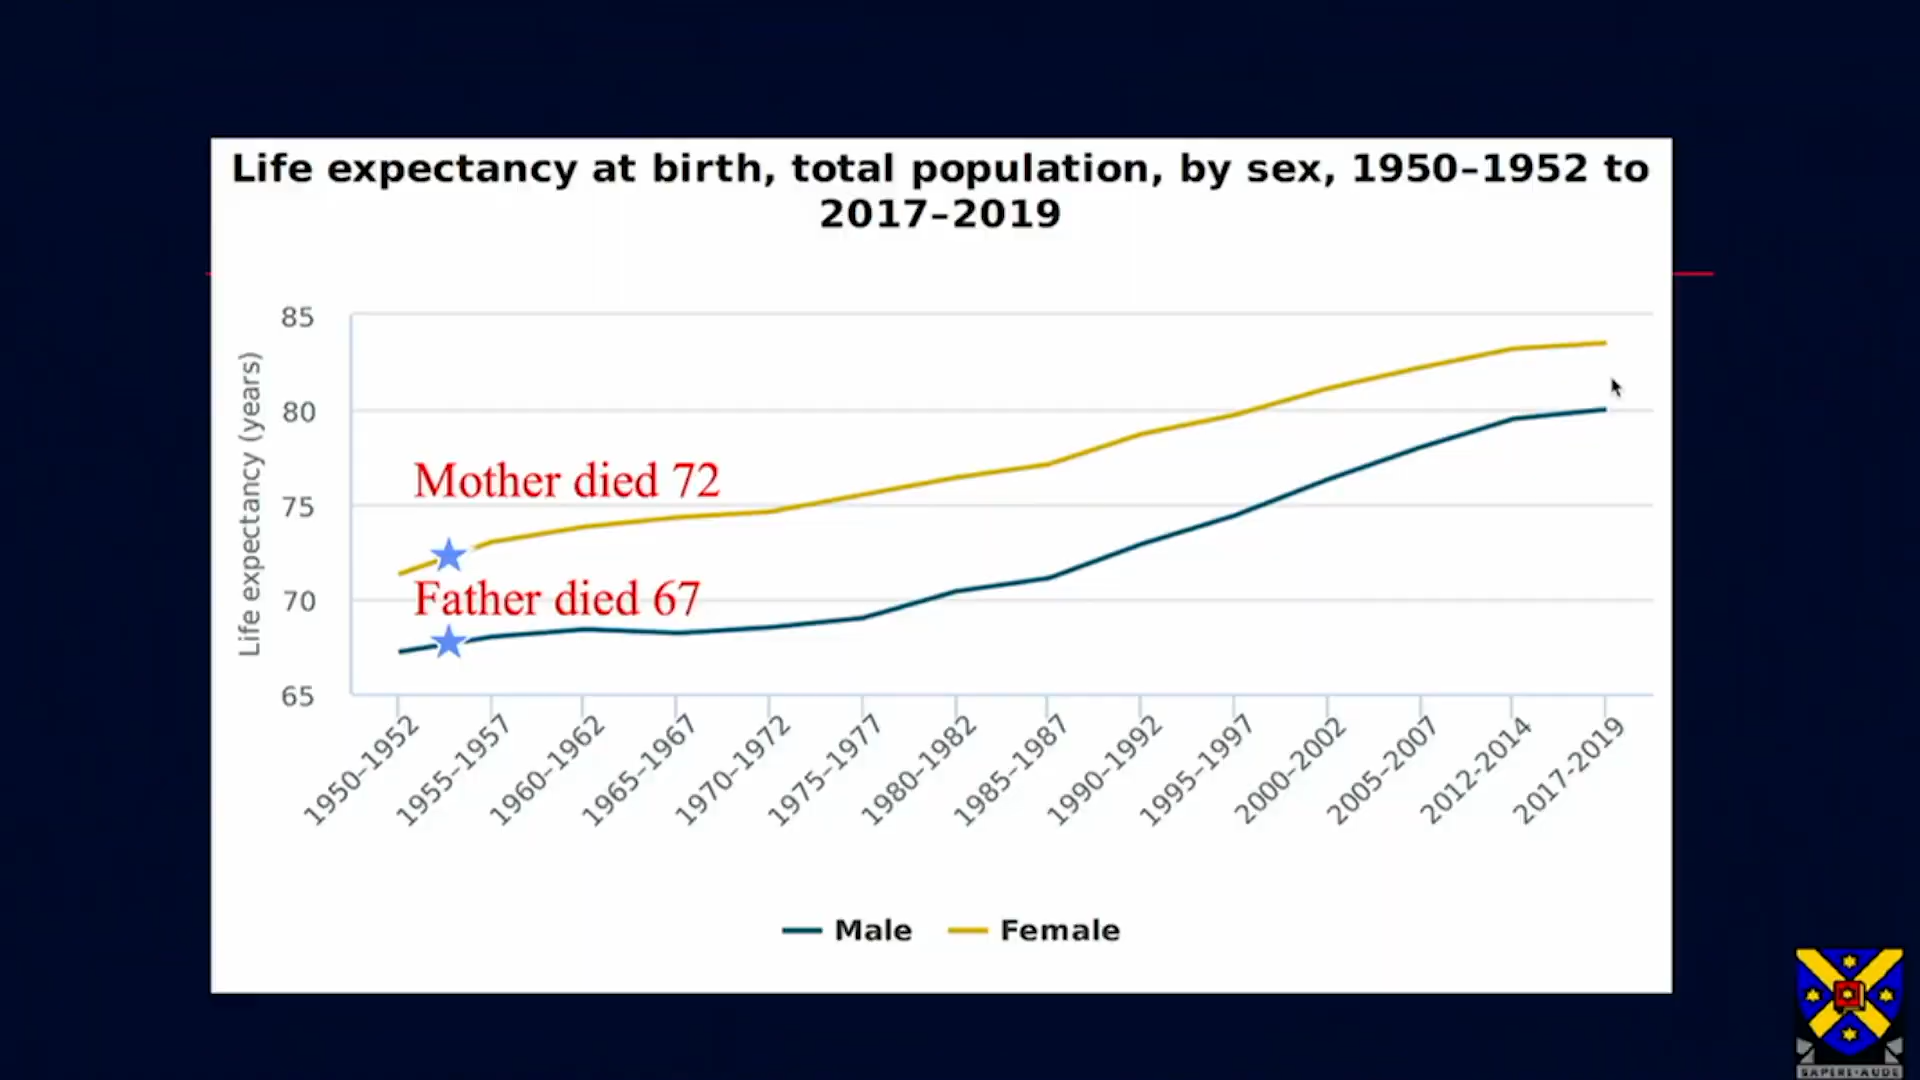 Life expectancy at birth, total population, by sex, 1950–1952 to
2017–2019
Life expectancy (years)
85
80
75
70
65
Mother died 72
Father died 67
1950–1952
1955–1957
1960–1962
1965–1967
1970–1972
1975–1977
1980–1982
1985–1987
1990–1992
1995–1997
2000–2002
2005–2007
2012-2014
2017-2019
Male
Female
SAPERE·AUDE